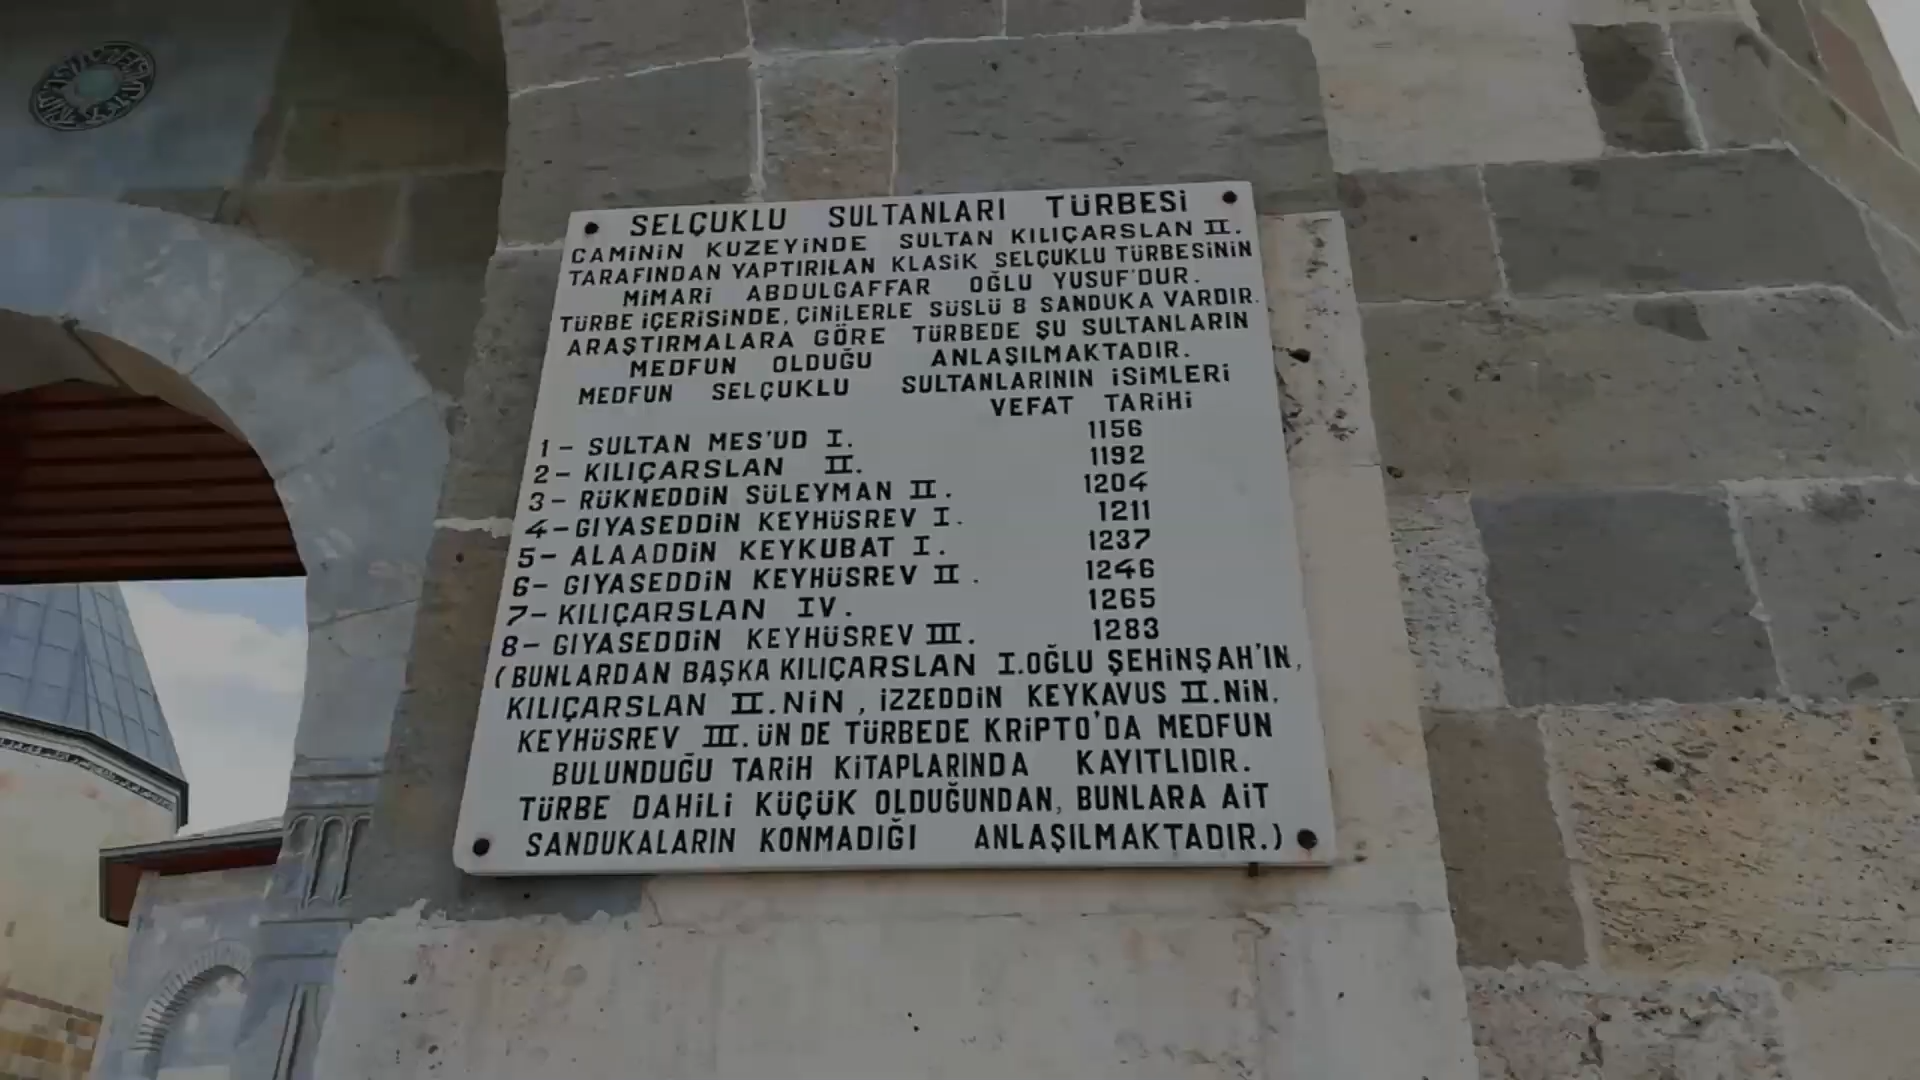 SELÇUKLU SULTANLARI TÜRBESİ
CAMİNİN KUZEYİNDE SULTAN KILIÇARSLAN II.
TARAFINDAN YAPTIRILAN KLASİK SELÇUKLU TÜRBESİNİN
MİMARİ ABDULGAFFAR OĞLU YUSUF'DUR.
TÜRBE İÇERİSİNDE, ÇİNİLERLE SÜSLÜ 8 SANDUKA VARDIR.
ARAŞTIRMALARA GÖRE TÜRBEDE ŞU SULTANLARIN
MEDFUN OLDUĞU ANLAŞILMAKTADIR.
MEDFUN SELÇUKLU SULTANLARININ İSİMLERİ
VEFAT TARİHİ
1- SULTAN MES'UD I. 1156
2- KILIÇARSLAN II. 1192
3- RÜKNEDDİN SÜLEYMAN II. 1204
4- GIYASEDDİN KEYHÜSREV I. 1211
5- ALAADDİN KEYKUBAT I. 1237
6- GIYASEDDİN KEYHÜSREV II. 1246
7- KILIÇARSLAN IV. 1265
8- GIYASEDDİN KEYHÜSREV III. 1283
(BUNLARDAN BAŞKA KILIÇARSLAN I.OĞLU ŞEHİNŞAH'IN,
KILIÇARSLAN II.NİN, İZZEDDİN KEYKAVUS II.NİN,
KEYHÜSREV III.ÜN DE TÜRBEDE KRİPTO'DA MEDFUN
BULUNDUĞU TARİH KİTAPLARINDA KAYITLIDIR.
TÜRBE DAHİLİ KÜÇÜK OLDUĞUNDAN, BUNLARA AİT
SANDUKALARIN KONMADIĞI ANLAŞILMAKTADIR.)